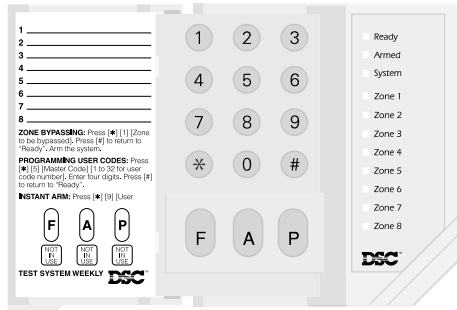 1
2
3
4
5
6
7
8
ZONE BYPASSING: Press [✱] [1] [Zone
to be bypassed]. Press [#] to return to
"Ready". Arm the system.
PROGRAMMING USER CODES: Press
[✱] [5] [Master Code] [1 to 32 for user
code number]. Enter four digits. Press [#]
to return to "Ready".
INSTANT ARM: Press [✱] [9] [User
F A P
NOT IN USE
NOT IN USE
NOT IN USE
TEST SYSTEM WEEKLY DSC™
1 2 3
4 5 6
7 8 9
✱ 0 #
F A P
Ready
Armed
System
Zone 1
Zone 2
Zone 3
Zone 4
Zone 5
Zone 6
Zone 7
Zone 8
DSC™